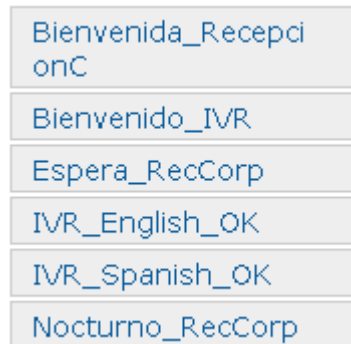 Bienvenida_Recepci
onC
Bienvenido_IVR
Espera_RecCorp
IVR_English_OK
IVR_Spanish_OK
Nocturno_RecCorp